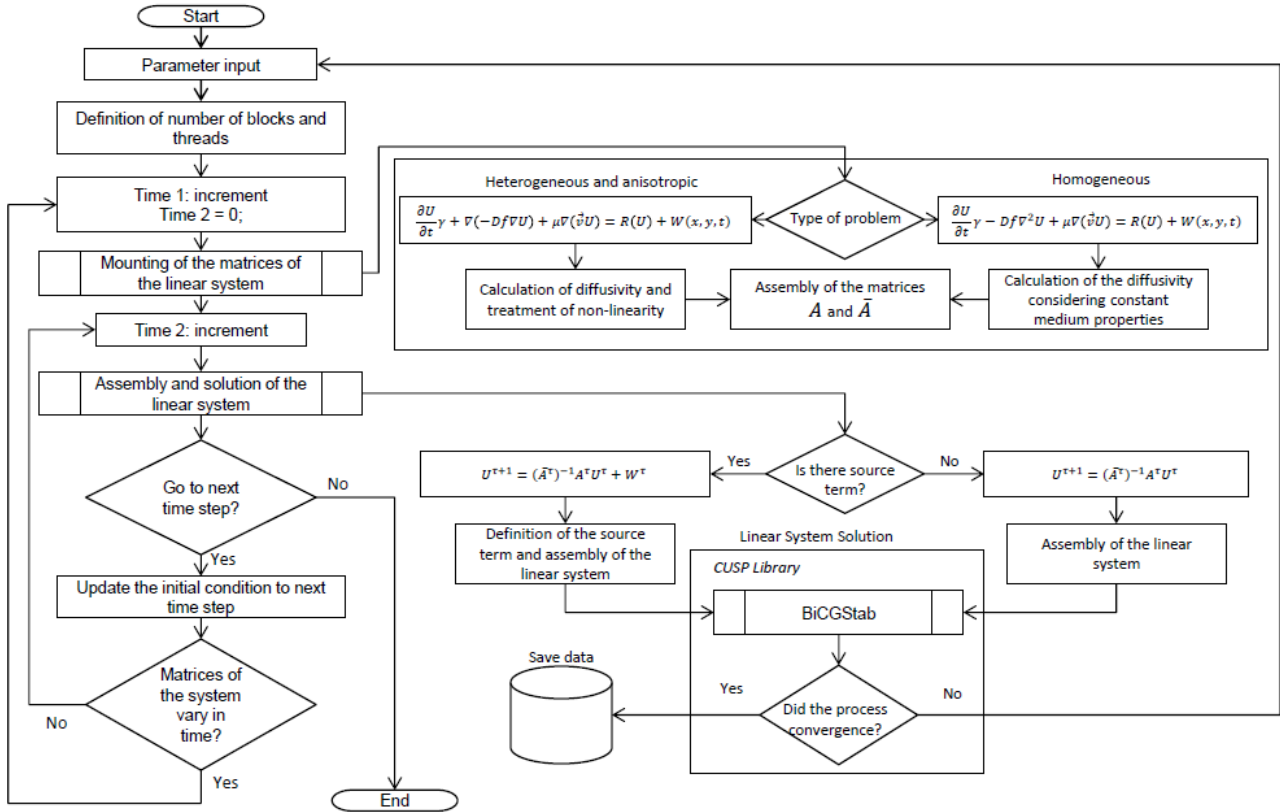 Start
Parameter input
Definition of number of blocks and
threads
Time 1: increment
Time 2 = 0;
Mounting of the matrices of
the linear system
Time 2: increment
Assembly and solution of the
linear system
Go to next
time step?
No
Yes
Update the initial condition to next
time step
Matrices of
the system
vary in
time?
No
Yes
End
Heterogeneous and anisotropic
Homogeneous
∂U/∂t γ + ∇(−Df∇U) + μ∇(v⃗U) = R(U) + W(x, y, t)
Type of problem
∂U/∂t γ − Df∇²U + μ∇(v⃗U) = R(U) + W(x, y, t)
Calculation of diffusivity and
treatment of non-linearity
Assembly of the matrices
A and Ā
Calculation of the diffusivity
considering constant
medium properties
Yes
Is there source
term?
No
U^{τ+1} = (Ā^τ)^{−1}A^τU^τ + W^τ
U^{τ+1} = (Ā^τ)^{−1}A^τU^τ
Definition of the source
term and assembly of the
linear system
Linear System Solution
Assembly of the linear
system
CUSP Library
BiCGStab
Save data
Yes
Did the process
convergence?
No